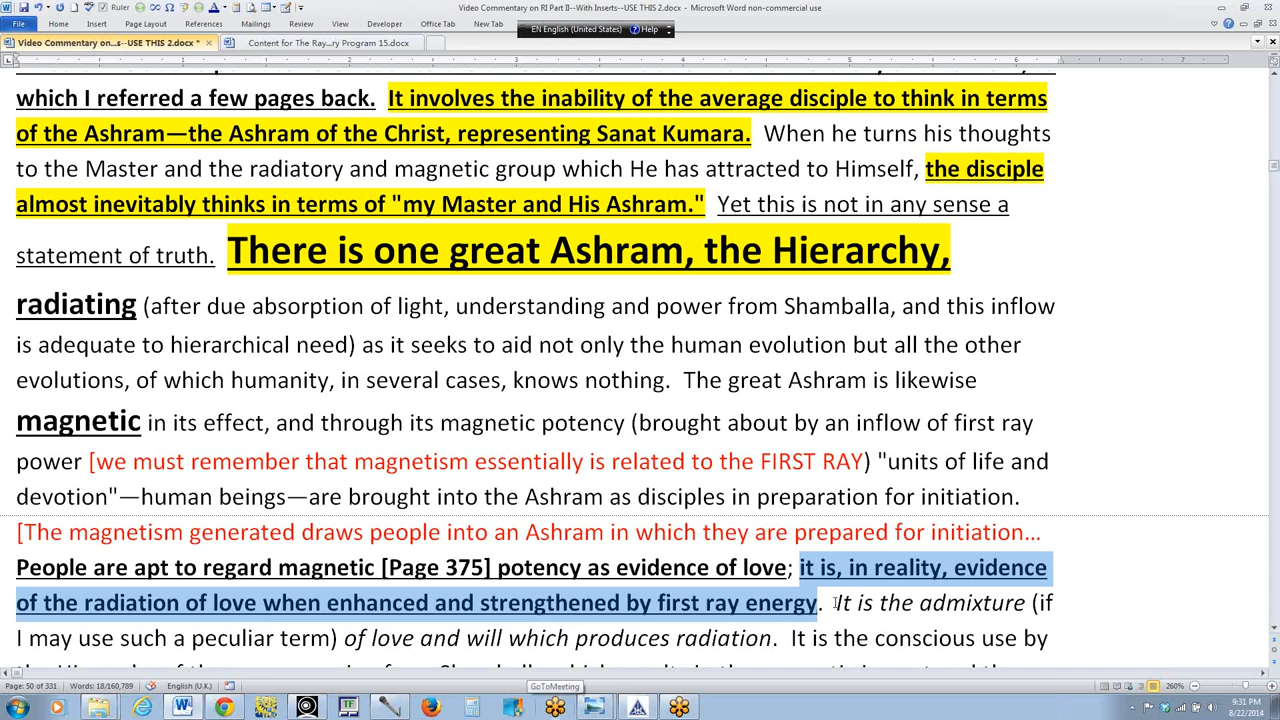 Video Commentary on RI Part II--With Inserts--USE THIS 2.docx - Microsoft Word non-commercial use
Ruler
File Home Insert Page Layout References Mailings Review View Developer Office Tab New Tab
EN English (United States) Help
Video Commentary on...s--USE THIS 2.docx * Content for The Ray...ry Program 15.docx
1 2 3 4 5 6 7
which I referred a few pages back. It involves the inability of the average disciple to think in terms
of the Ashram—the Ashram of the Christ, representing Sanat Kumara. When he turns his thoughts
to the Master and the radiatory and magnetic group which He has attracted to Himself, the disciple
almost inevitably thinks in terms of "my Master and His Ashram." Yet this is not in any sense a
statement of truth. There is one great Ashram, the Hierarchy,
radiating (after due absorption of light, understanding and power from Shamballa, and this inflow
is adequate to hierarchical need) as it seeks to aid not only the human evolution but all the other
evolutions, of which humanity, in several cases, knows nothing. The great Ashram is likewise
magnetic in its effect, and through its magnetic potency (brought about by an inflow of first ray
power [we must remember that magnetism essentially is related to the FIRST RAY) "units of life and
devotion"—human beings—are brought into the Ashram as disciples in preparation for initiation.
[The magnetism generated draws people into an Ashram in which they are prepared for initiation…
People are apt to regard magnetic [Page 375] potency as evidence of love; it is, in reality, evidence
of the radiation of love when enhanced and strengthened by first ray energy. It is the admixture (if
I may use such a peculiar term) of love and will which produces radiation. It is the conscious use by
Page: 50 of 331 Words: 18/160,789 English (U.K.) 260%
GoToMeeting
9:31 PM
8/22/2014